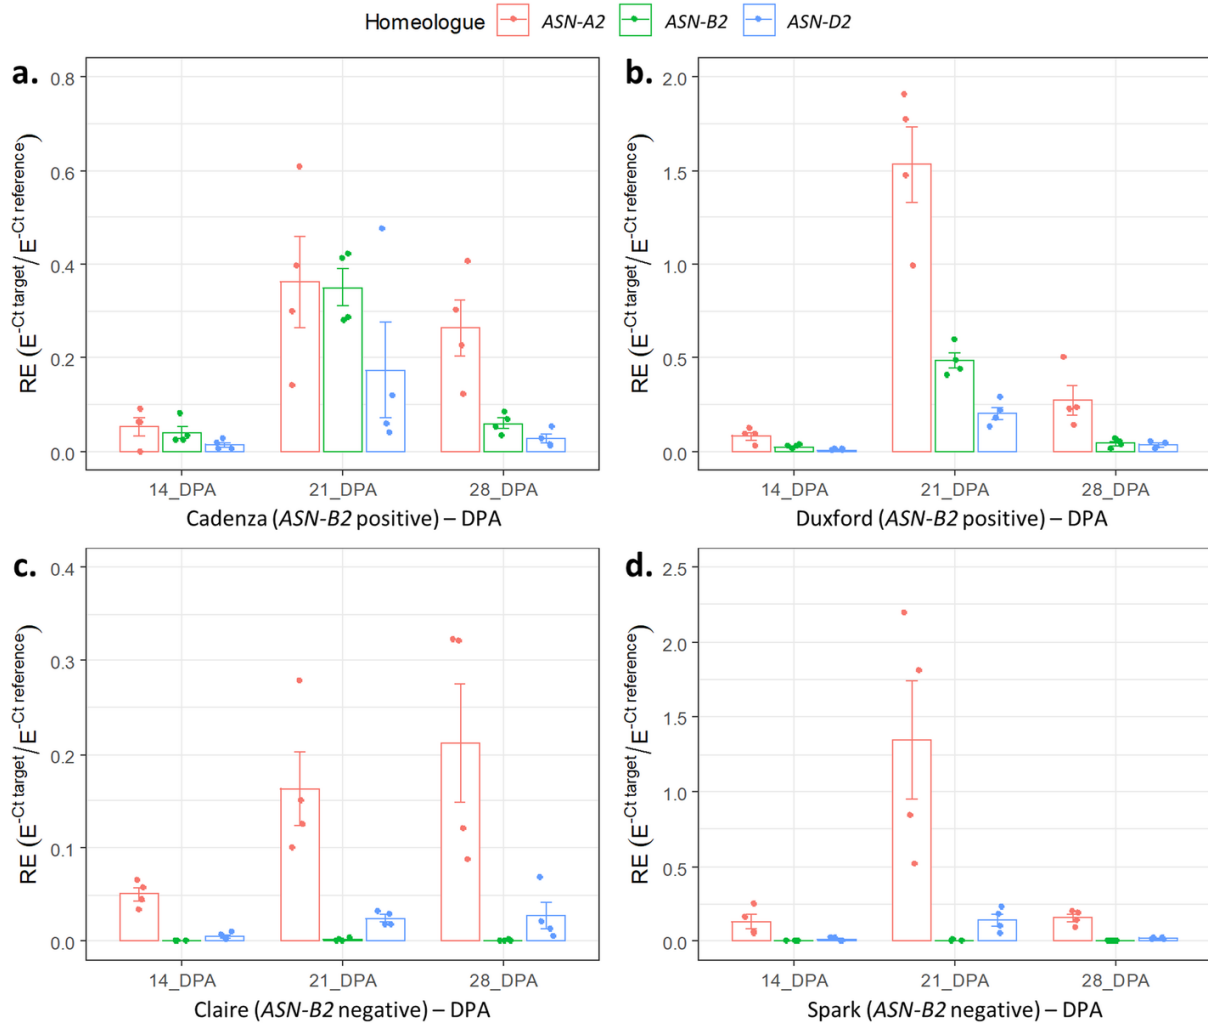 Homeologue ASN-A2 ASN-B2 ASN-D2
a.
RE (E^-Ct target/E^-Ct reference)
0.8
0.6
0.4
0.2
0.0
14_DPA 21_DPA 28_DPA
Cadenza (ASN-B2 positive) – DPA
b.
RE (E^-Ct target/E^-Ct reference)
2.0
1.5
1.0
0.5
0.0
14_DPA 21_DPA 28_DPA
Duxford (ASN-B2 positive) – DPA
c.
RE (E^-Ct target/E^-Ct reference)
0.4
0.3
0.2
0.1
0.0
14_DPA 21_DPA 28_DPA
Claire (ASN-B2 negative) – DPA
d.
RE (E^-Ct target/E^-Ct reference)
2.5
2.0
1.5
1.0
0.5
0.0
14_DPA 21_DPA 28_DPA
Spark (ASN-B2 negative) – DPA